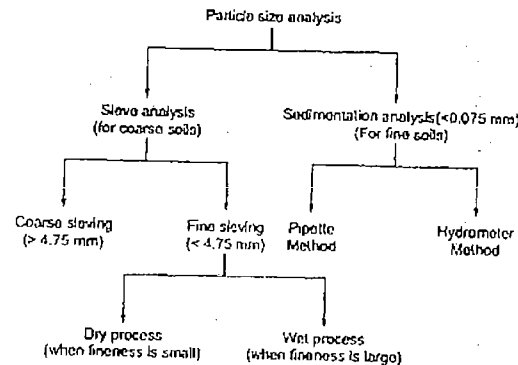 Particle size analysis
Sieve analysis
(for coarse soils)
Sedimentation analysis (<0.075 mm)
(For fine soils)
Coarse sieving
(> 4.75 mm)
Fine sieving
(< 4.75 mm)
Pipette
Method
Hydrometer
Method
Dry process
(when fineness is small)
Wet process
(when fineness is large)